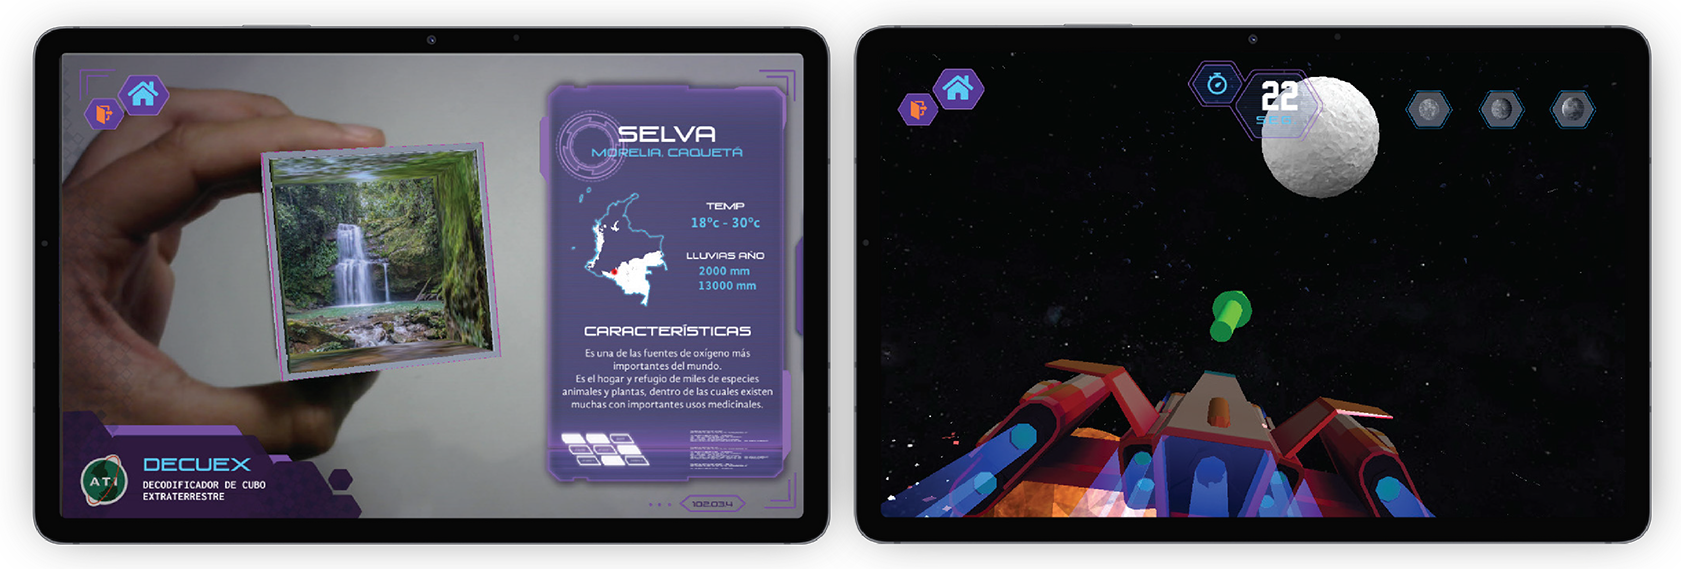 SELVA
MORELIA, CAQUETÁ
TEMP
18°c - 30°c
LLUVIAS AÑO
2000 mm
13000 mm
CARACTERÍSTICAS
Es una de las fuentes de oxígeno más
importantes del mundo.
Es el hogar y refugio de miles de especies
animales y plantas, dentro de las cuales existen
muchas con importantes usos medicinales.
ATI
DECUEX
DECODIFICADOR DE CUBO
EXTRATERRESTRE
102.034
22
SEG